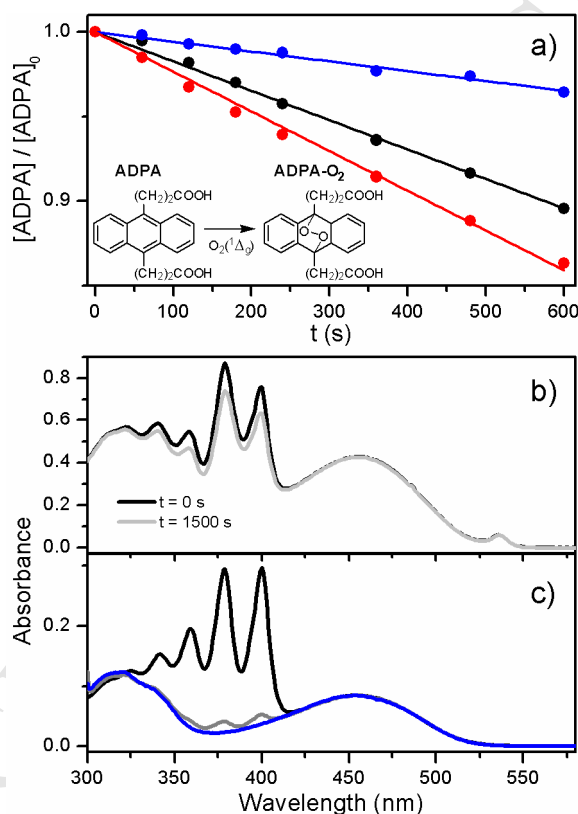 a)
1.0
0.9
[ADPA] / [ADPA]0
ADPA
ADPA-O2
(CH2)2COOH
(CH2)2COOH
O2(1Δg)
O
O
(CH2)2COOH
(CH2)2COOH
0 100 200 300 400 500 600
t (s)
b)
0.8
0.6
0.4
0.2
0.0
t = 0 s
t = 1500 s
Absorbance
c)
0.2
0.0
300 350 400 450 500 550
Wavelength (nm)